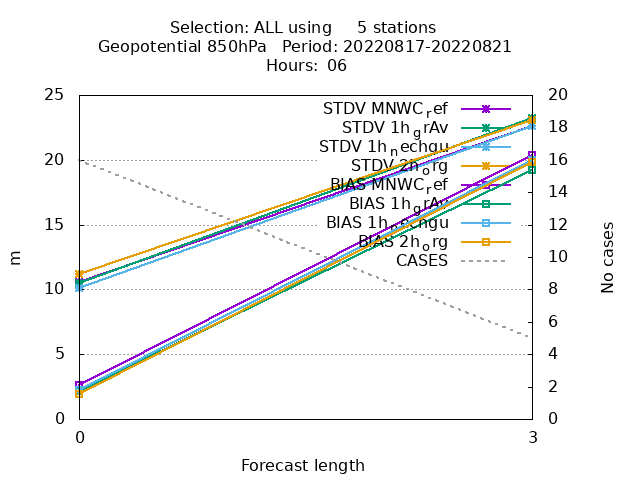 Selection: ALL using 5 stations
Geopotential 850hPa Period: 20220817-20220821
Hours: 06
25
20
15
10
5
0
20
18
16
14
12
10
8
6
4
2
0
m
No cases
STDV MNWC_ref
STDV 1h_grAv
STDV 1h_nechgu
STDV 2h_org
BIAS MNWC_ref
BIAS 1h_grAv
BIAS 1h_nechgu
BIAS 2h_org
CASES
0
3
Forecast length